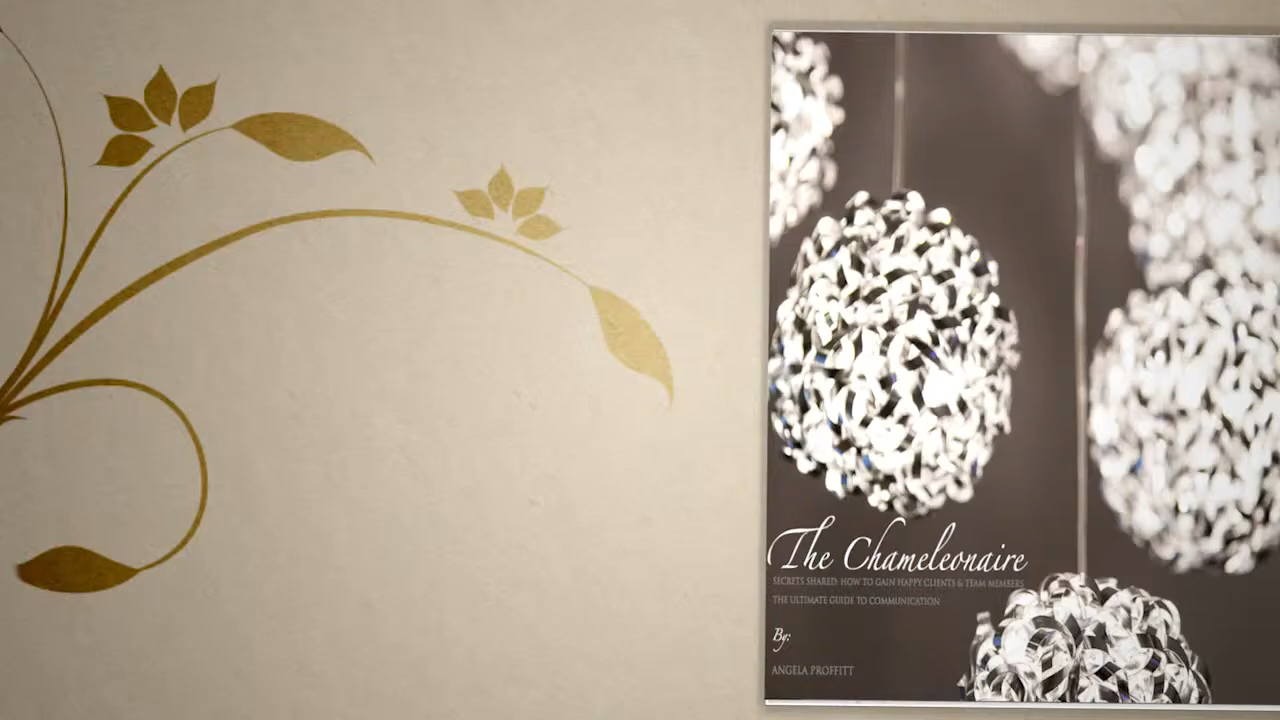 The Chameleonaire
SECRETS SHARED: HOW TO GAIN HAPPY CLIENTS & TEAM MEMBERS
THE ULTIMATE GUIDE TO COMMUNICATION
By:
ANGELA PROFFITT